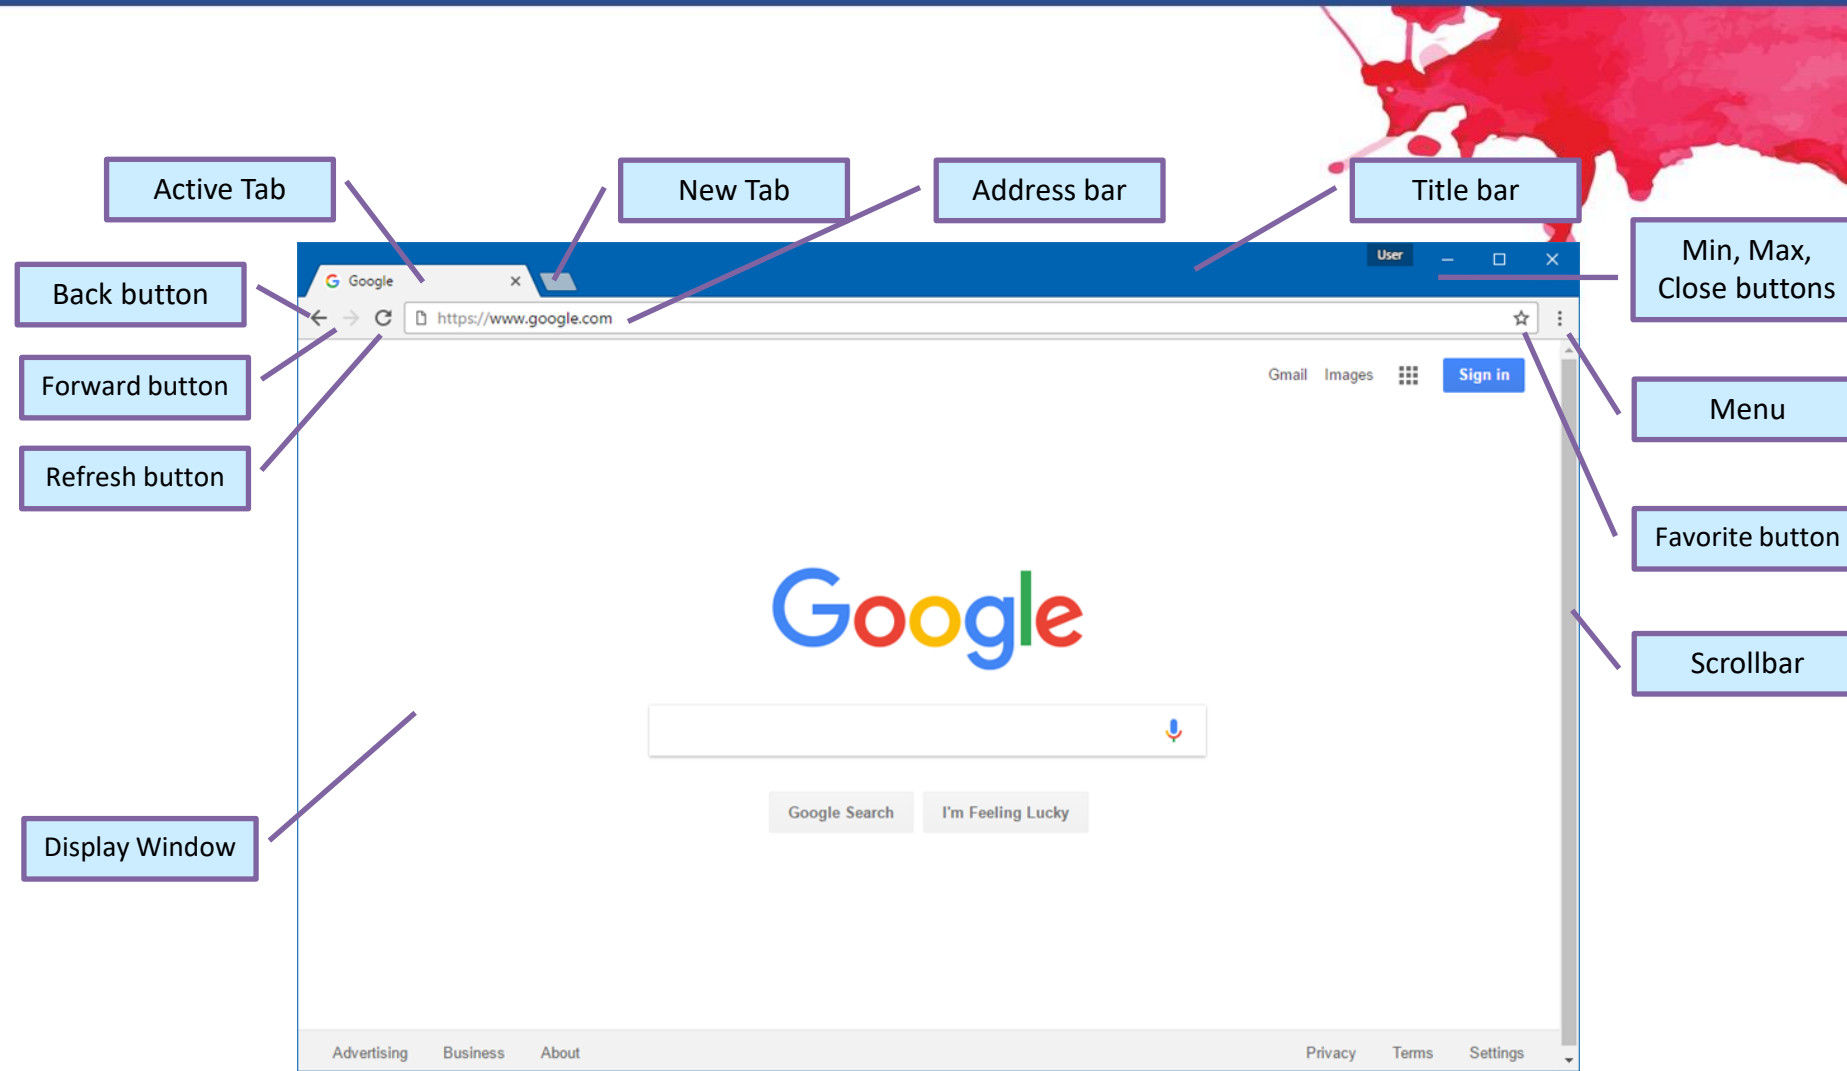 Active Tab
New Tab
Address bar
Title bar
Min, Max,
Close buttons
Back button
Forward button
Refresh button
Menu
Favorite button
Scrollbar
Display Window
User
Google
https://www.google.com
Gmail Images
Sign in
Google
Google Search
I'm Feeling Lucky
Advertising Business About
Privacy Terms Settings